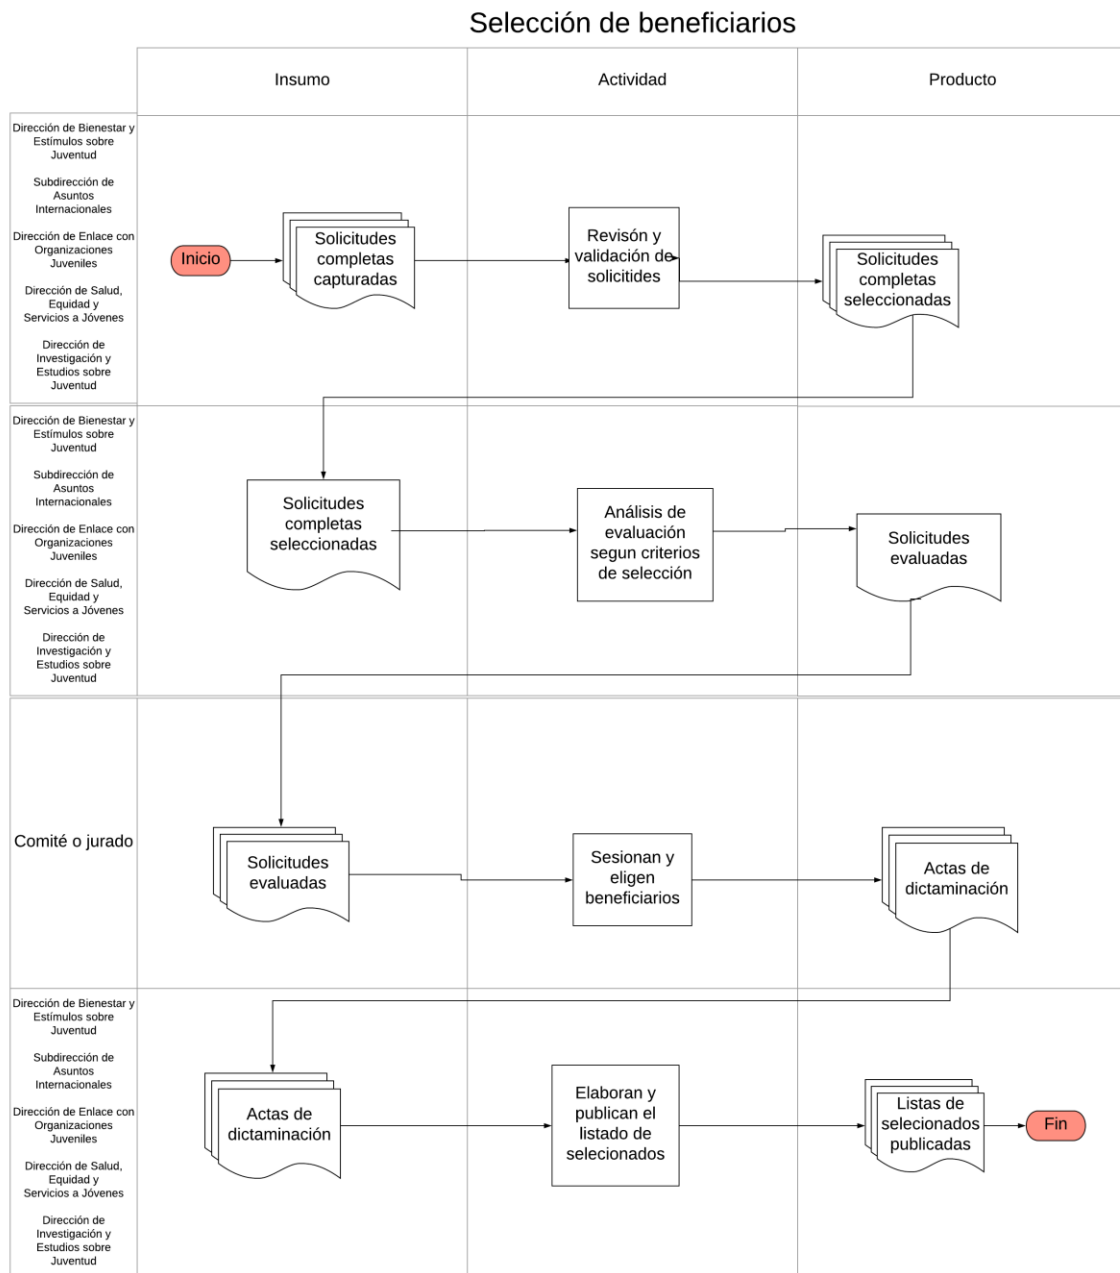 Selección de beneficiarios
Insumo
Actividad
Producto
Dirección de Bienestar y
Estímulos sobre
Juventud
Subdirección de
Asuntos
Internacionales
Dirección de Enlace con
Organizaciones
Juveniles
Dirección de Salud,
Equidad y
Servicios a Jóvenes
Dirección de
Investigación y
Estudios sobre
Juventud
Inicio
Solicitudes
completas
capturadas
Revisón y
validación de
solicitides
Solicitudes
completas
seleccionadas
Dirección de Bienestar y
Estímulos sobre
Juventud
Subdirección de
Asuntos
Internacionales
Dirección de Enlace con
Organizaciones
Juveniles
Dirección de Salud,
Equidad y
Servicios a Jóvenes
Dirección de
Investigación y
Estudios sobre
Juventud
Solicitudes
completas
seleccionadas
Análisis de
evaluación
segun criterios
de selección
Solicitudes
evaluadas
Comité o jurado
Solicitudes
evaluadas
Sesionan y
eligen
beneficiarios
Actas de
dictaminación
Dirección de Bienestar y
Estímulos sobre
Juventud
Subdirección de
Asuntos
Internacionales
Dirección de Enlace con
Organizaciones
Juveniles
Dirección de Salud,
Equidad y
Servicios a Jóvenes
Dirección de
Investigación y
Estudios sobre
Juventud
Actas de
dictaminación
Elaboran y
publican el
listado de
selecionados
Listas de
selecionados
publicadas
Fin